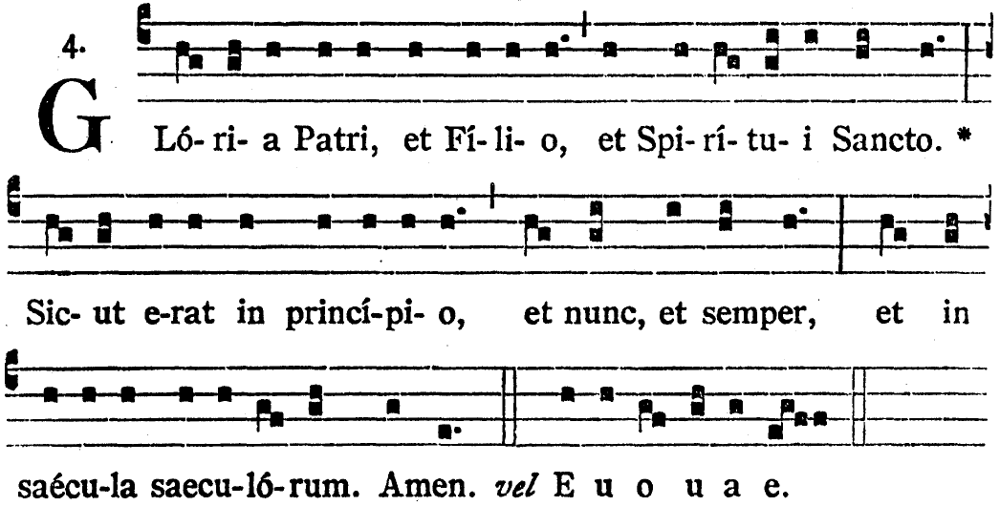 4.
GLó- ri- a Patri, et Fí- li- o, et Spi- rí- tu- i Sancto. *
Sic- ut e-rat in princí-pi- o, et nunc, et semper, et in
saécu-la saecu-ló-rum. Amen. vel E u o u a e.